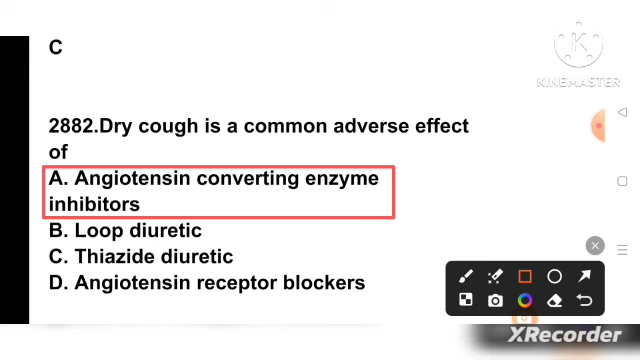 C
KINEMASTER
2882.Dry cough is a common adverse effect
of
A. Angiotensin converting enzyme
inhibitors
B. Loop diuretic
C. Thiazide diuretic
D. Angiotensin receptor blockers
XRecorder